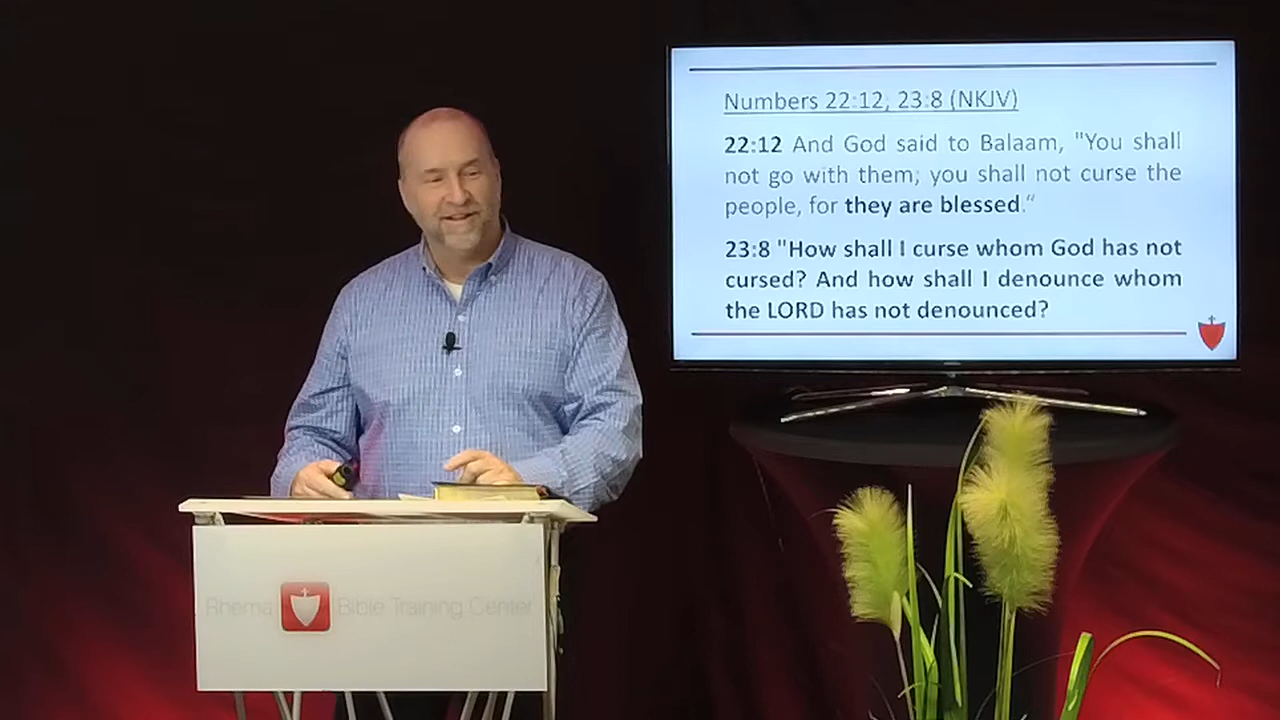 Numbers 22:12, 23:8 (NKJV)
22:12 And God said to Balaam, "You shall
not go with them; you shall not curse the
people, for they are blessed.“
23:8 "How shall I curse whom God has not
cursed? And how shall I denounce whom
the LORD has not denounced?
Rhema Bible Training Center